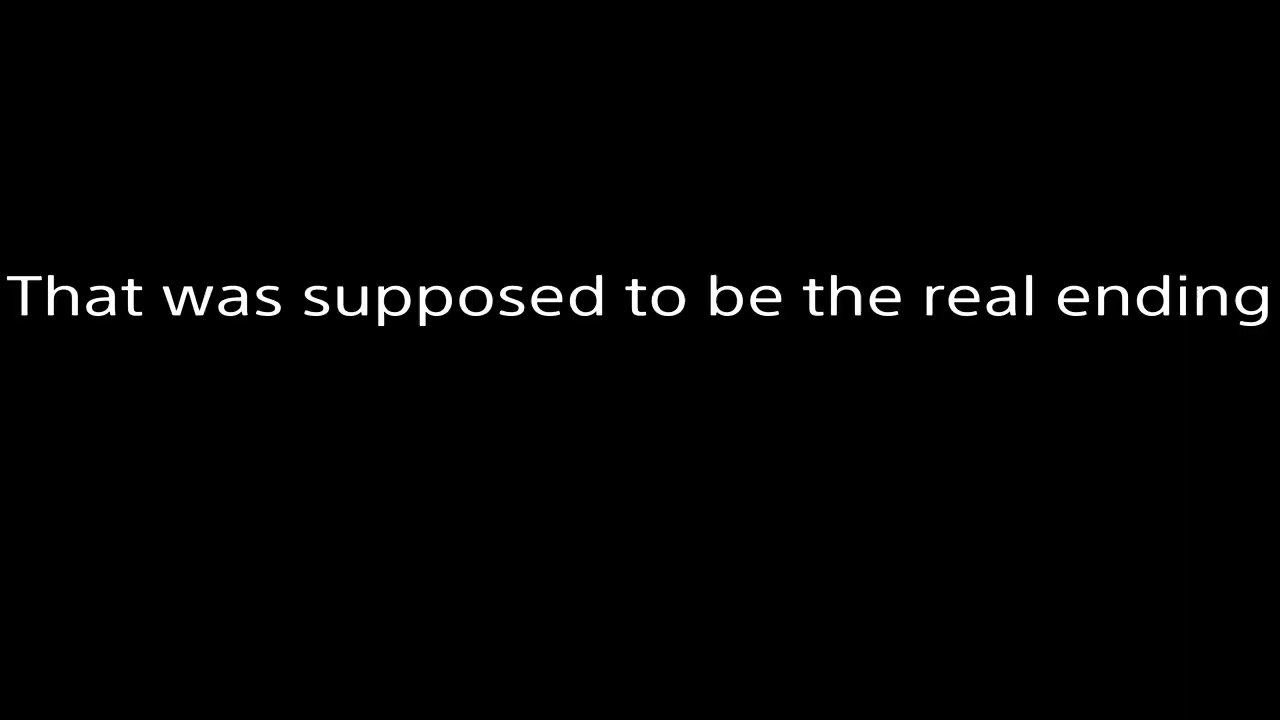 That was supposed to be the real ending